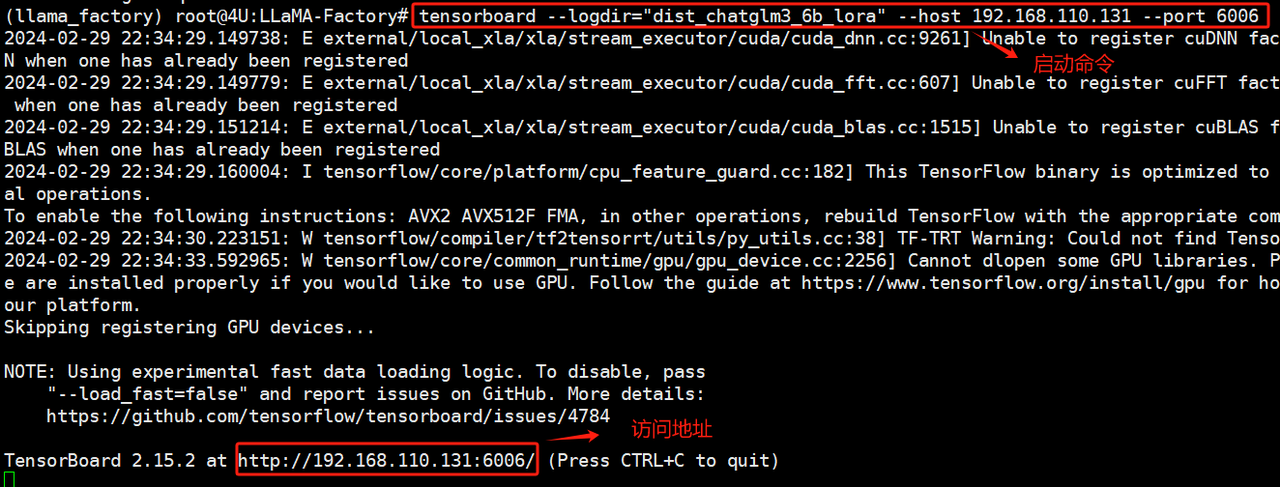 (llama_factory) root@4U:LLaMA-Factory# tensorboard --logdir="dist_chatglm3_6b_lora" --host 192.168.110.131 --port 6006
2024-02-29 22:34:29.149738: E external/local_xla/xla/stream_executor/cuda/cuda_dnn.cc:9261] Unable to register cuDNN fac
N when one has already been registered
启动命令
2024-02-29 22:34:29.149779: E external/local_xla/xla/stream_executor/cuda/cuda_fft.cc:607] Unable to register cuFFT fact
when one has already been registered
2024-02-29 22:34:29.151214: E external/local_xla/xla/stream_executor/cuda/cuda_blas.cc:1515] Unable to register cuBLAS f
BLAS when one has already been registered
2024-02-29 22:34:29.160004: I tensorflow/core/platform/cpu_feature_guard.cc:182] This TensorFlow binary is optimized to
al operations.
To enable the following instructions: AVX2 AVX512F FMA, in other operations, rebuild TensorFlow with the appropriate com
2024-02-29 22:34:30.223151: W tensorflow/compiler/tf2tensorrt/utils/py_utils.cc:38] TF-TRT Warning: Could not find Tenso
2024-02-29 22:34:33.592965: W tensorflow/core/common_runtime/gpu/gpu_device.cc:2256] Cannot dlopen some GPU libraries. P
e are installed properly if you would like to use GPU. Follow the guide at https://www.tensorflow.org/install/gpu for ho
our platform.
Skipping registering GPU devices...
NOTE: Using experimental fast data loading logic. To disable, pass
"--load_fast=false" and report issues on GitHub. More details:
https://github.com/tensorflow/tensorboard/issues/4784
访问地址
TensorBoard 2.15.2 at http://192.168.110.131:6006/ (Press CTRL+C to quit)